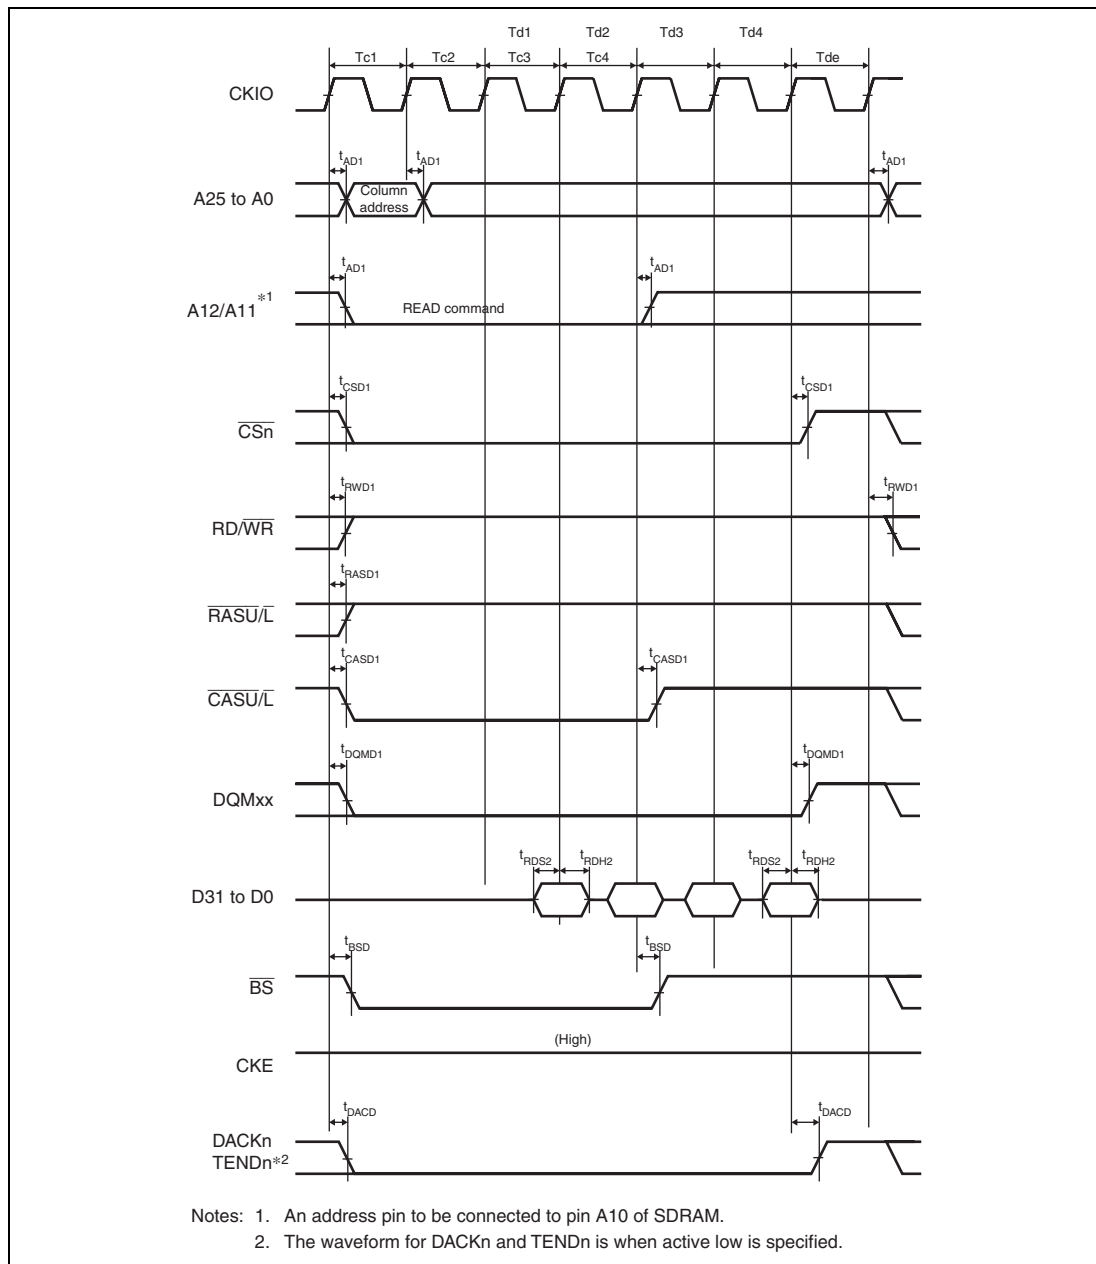 Td1 Td2 Td3 Td4
Tc1 Tc2 Tc3 Tc4 Tde
CKIO
tAD1 tAD1 tAD1
A25 to A0
Column
address
tAD1 tAD1
A12/A11*1
READ command
tCSD1 tCSD1
CSn
tRWD1 tRWD1
RD/WR
tRASD1
RASU/L
tCASD1 tCASD1
CASU/L
tDQMD1 tDQMD1
DQMxx
tRDS2 tRDH2 tRDS2 tRDH2
D31 to D0
tBSD tBSD
BS
(High)
CKE
tDACD tDACD
DACKn
TENDn*2
Notes: 1. An address pin to be connected to pin A10 of SDRAM.
2. The waveform for DACKn and TENDn is when active low is specified.